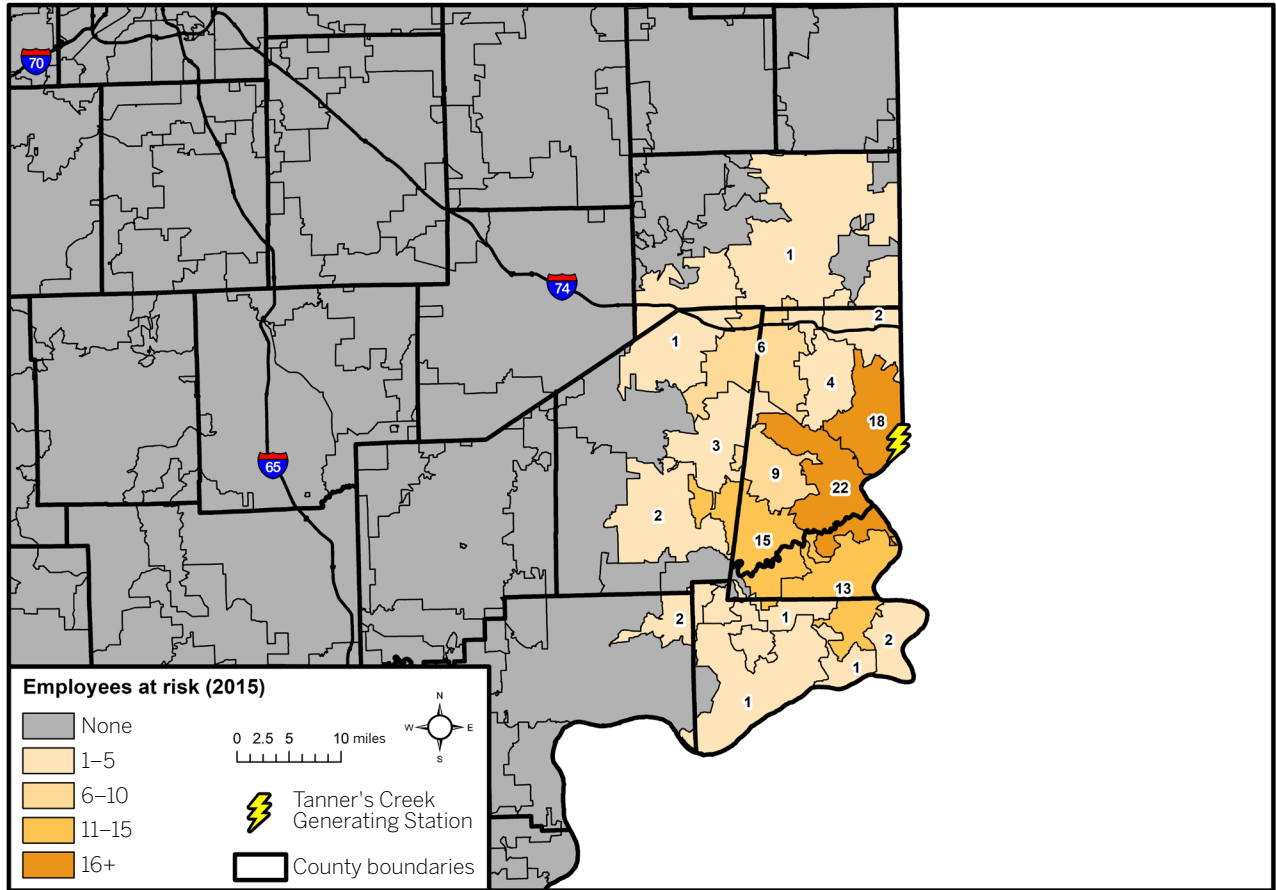 70
1
74
2
1
6
4
18
3
9
65
22
2
15
13
2
1
2
1
1
Employees at risk (2015)
None
1–5
6–10
11–15
16+
0 2.5 5 10 miles
N
W E
S
Tanner's Creek
Generating Station
County boundaries